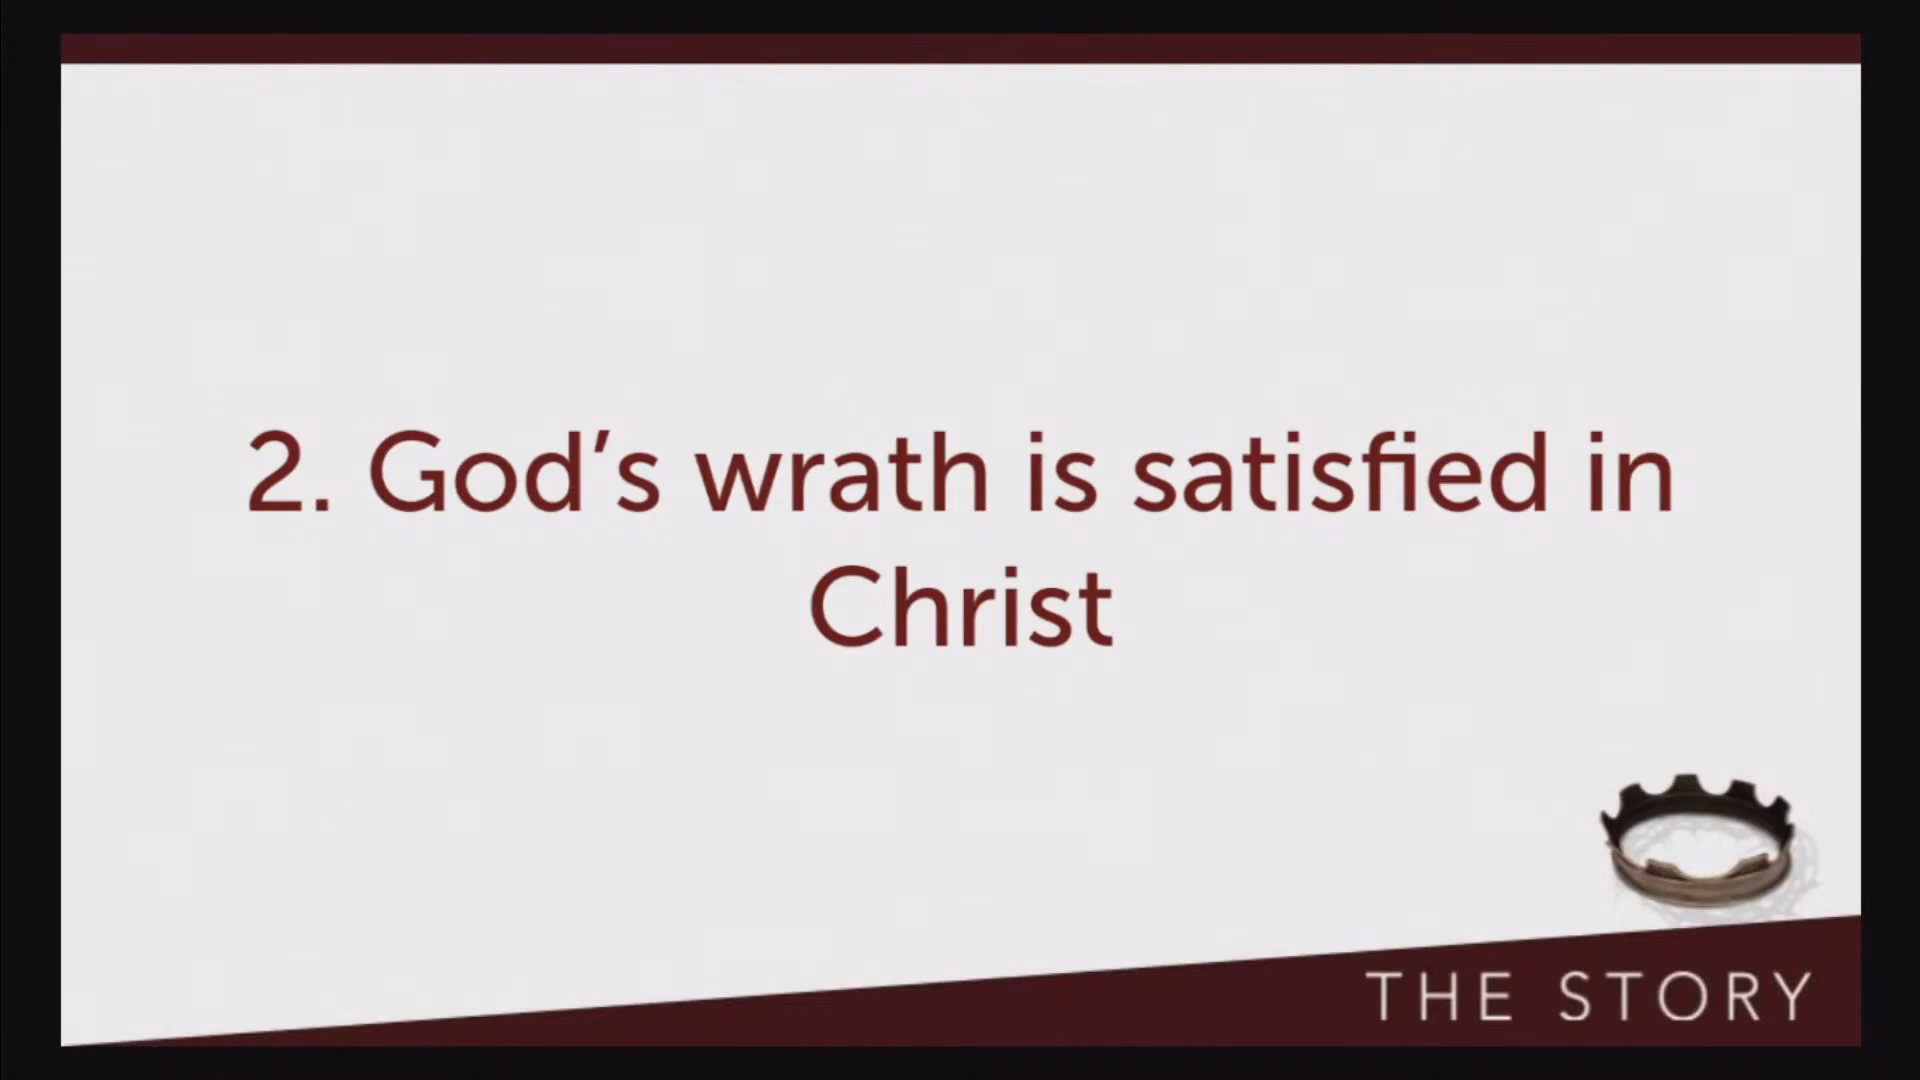 2. God’s wrath is satisfied in
Christ
THE STORY